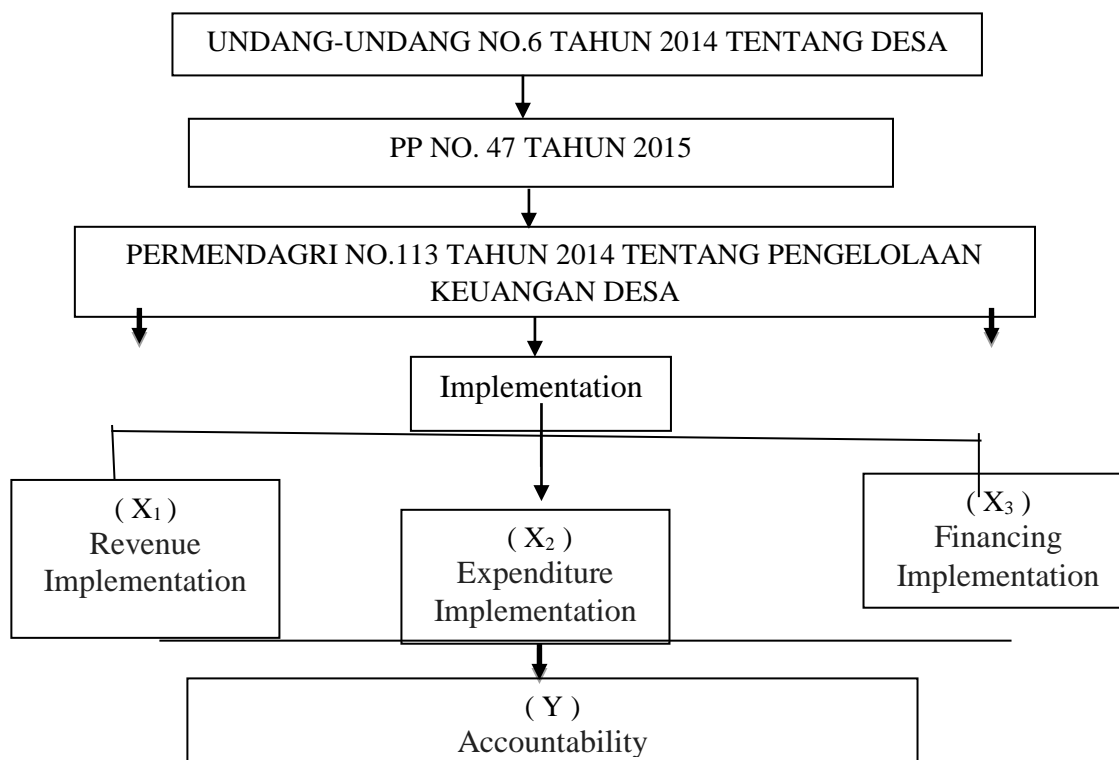 UNDANG-UNDANG NO.6 TAHUN 2014 TENTANG DESA
PP NO. 47 TAHUN 2015
PERMENDAGRI NO.113 TAHUN 2014 TENTANG PENGELOLAAN
KEUANGAN DESA
Implementation
( X₁ )
Revenue
Implementation
( X₂ )
Expenditure
Implementation
( X₃ )
Financing
Implementation
( Y )
Accountability